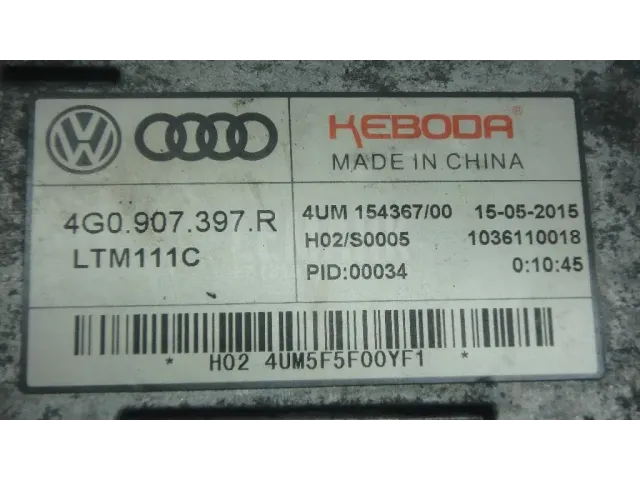 KEBODA®
MADE IN CHINA
4G0.907.397.R
LTM111C
4UM 154367/00 15-05-2015
H02/S0005 1036110018
PID:00034 0:10:45
* H02 4UM5F5F00YF1 *